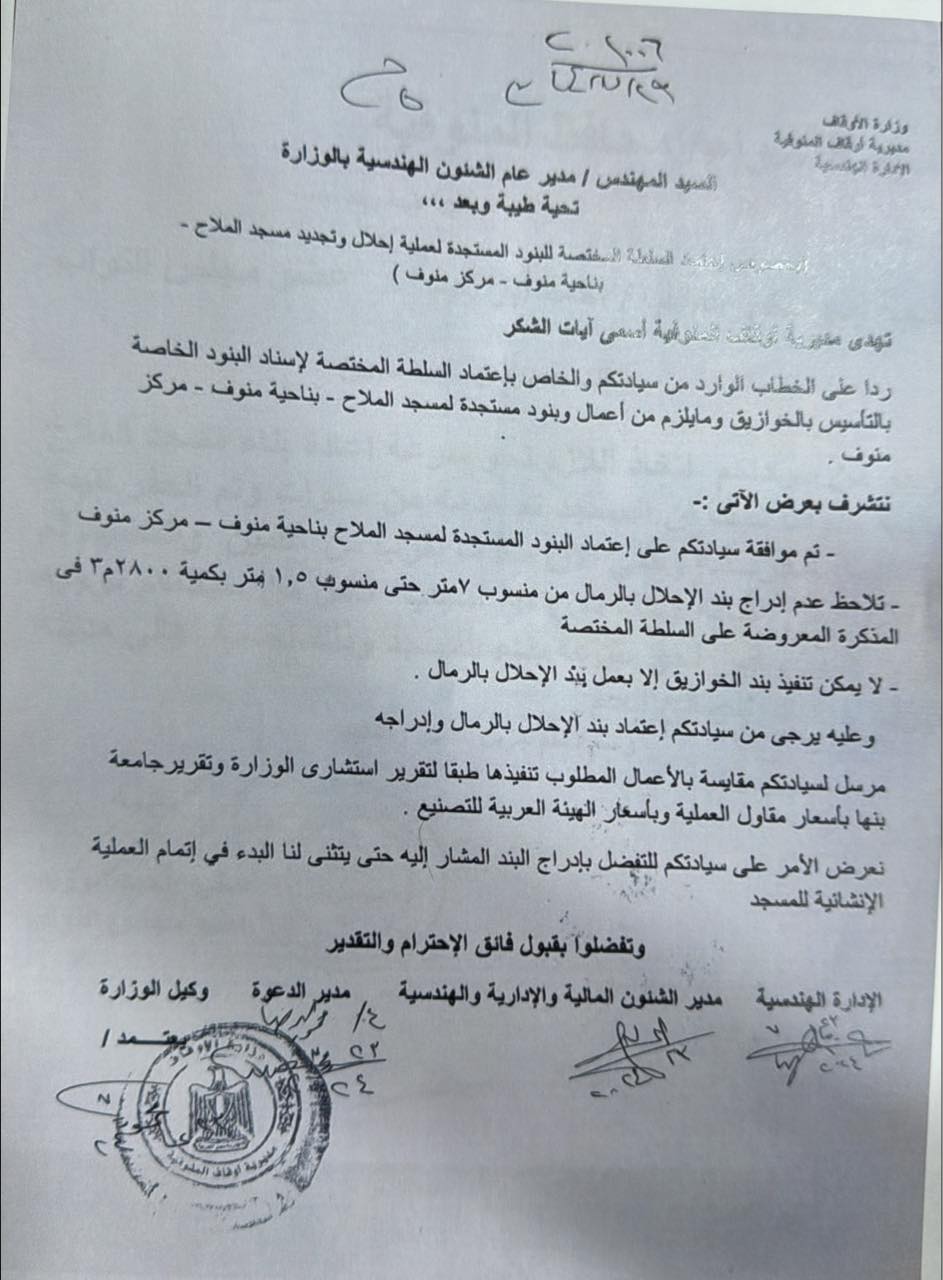 وزارة الأوقاف
مديرية أوقاف المنوفية
الإدارة الهندسية
السيد المهندس / مدير عام الشئون الهندسية بالوزارة
تحية طيبة وبعد ،،،
بخصوص إعتماد السلطة المختصة للبنود المستجدة لعملية إحلال وتجديد مسجد الملاح -
بناحية منوف - مركز منوف )
تهدى مديرية أوقاف المنوفية أسمى آيات الشكر
ردا على الخطاب الوارد من سيادتكم والخاص بإعتماد السلطة المختصة لإسناد البنود الخاصة
بالتأسيس بالخوازيق ومايلزم من أعمال وبنود مستجدة لمسجد الملاح - بناحية منوف - مركز
منوف .
نتشرف بعرض الآتى :-
- تم موافقة سيادتكم على إعتماد البنود المستجدة لمسجد الملاح بناحية منوف – مركز منوف
- تلاحظ عدم إدراج بند الإحلال بالرمال من منسوب ٧متر حتى منسوب ١,٥ متر بكمية ٢٨٠٠م٣ فى
المذكرة المعروضة على السلطة المختصة
- لا يمكن تنفيذ بند الخوازيق إلا بعمل بند الإحلال بالرمال .
وعليه يرجى من سيادتكم إعتماد بند الإحلال بالرمال وإدراجه
مرسل لسيادتكم مقايسة بالأعمال المطلوب تنفيذها طبقا لتقرير استشارى الوزارة وتقريرجامعة
بنها بأسعار مقاول العملية وبأسعار الهيئة العربية للتصنيع .
نعرض الأمر على سيادتكم للتفضل بإدراج البند المشار إليه حتى يتثنى لنا البدء في إتمام العملية
الإنشائية للمسجد
وتفضلوا بقبول فائق الإحترام والتقدير
الإدارة الهندسية مدير الشئون المالية والإدارية والهندسية مدير الدعوة وكيل الوزارة
يعتمد /
وزارة الأوقاف
مديرية أوقاف المنوفية